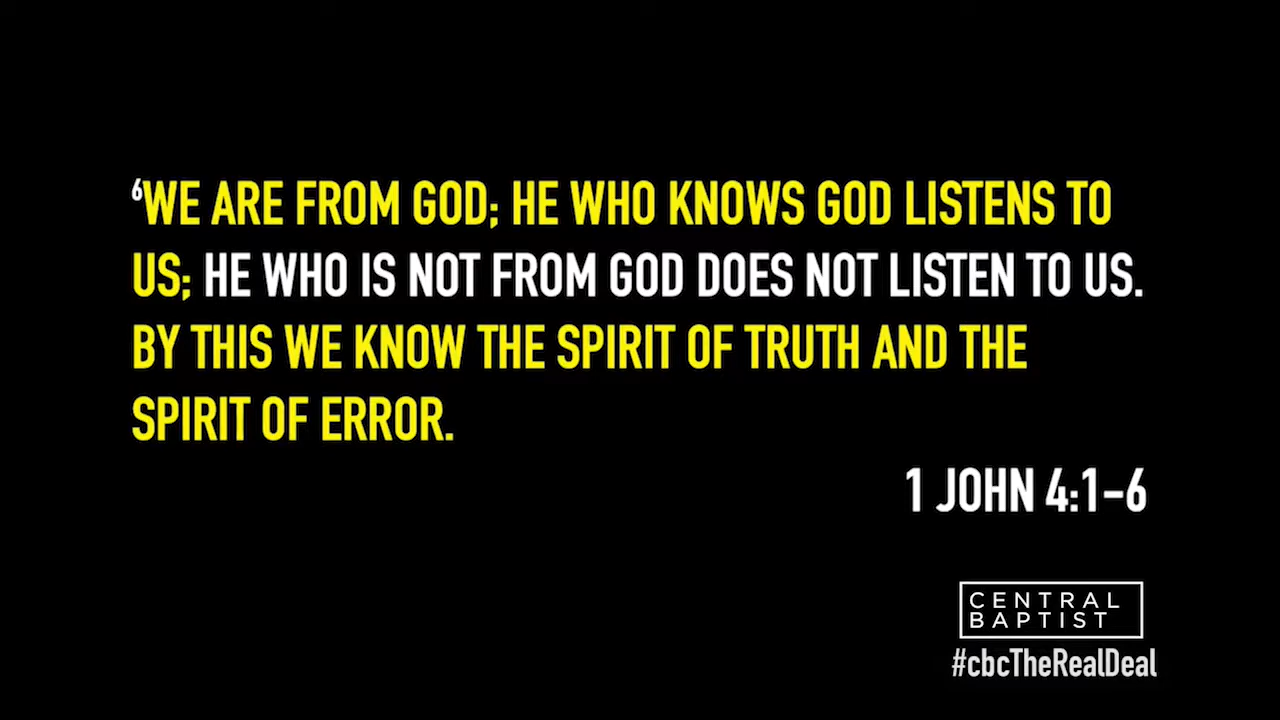 ⁶WE ARE FROM GOD; HE WHO KNOWS GOD LISTENS TO
US; HE WHO IS NOT FROM GOD DOES NOT LISTEN TO US.
BY THIS WE KNOW THE SPIRIT OF TRUTH AND THE
SPIRIT OF ERROR.
1 JOHN 4:1–6
CENTRAL
BAPTIST
#cbcTheRealDeal